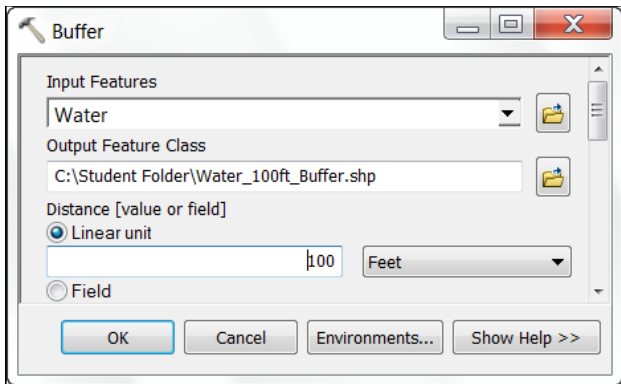 Buffer
Input Features
Water
Output Feature Class
C:\Student Folder\Water_100ft_Buffer.shp
Distance [value or field]
Linear unit
100 Feet
Field
OK Cancel Environments... Show Help >>